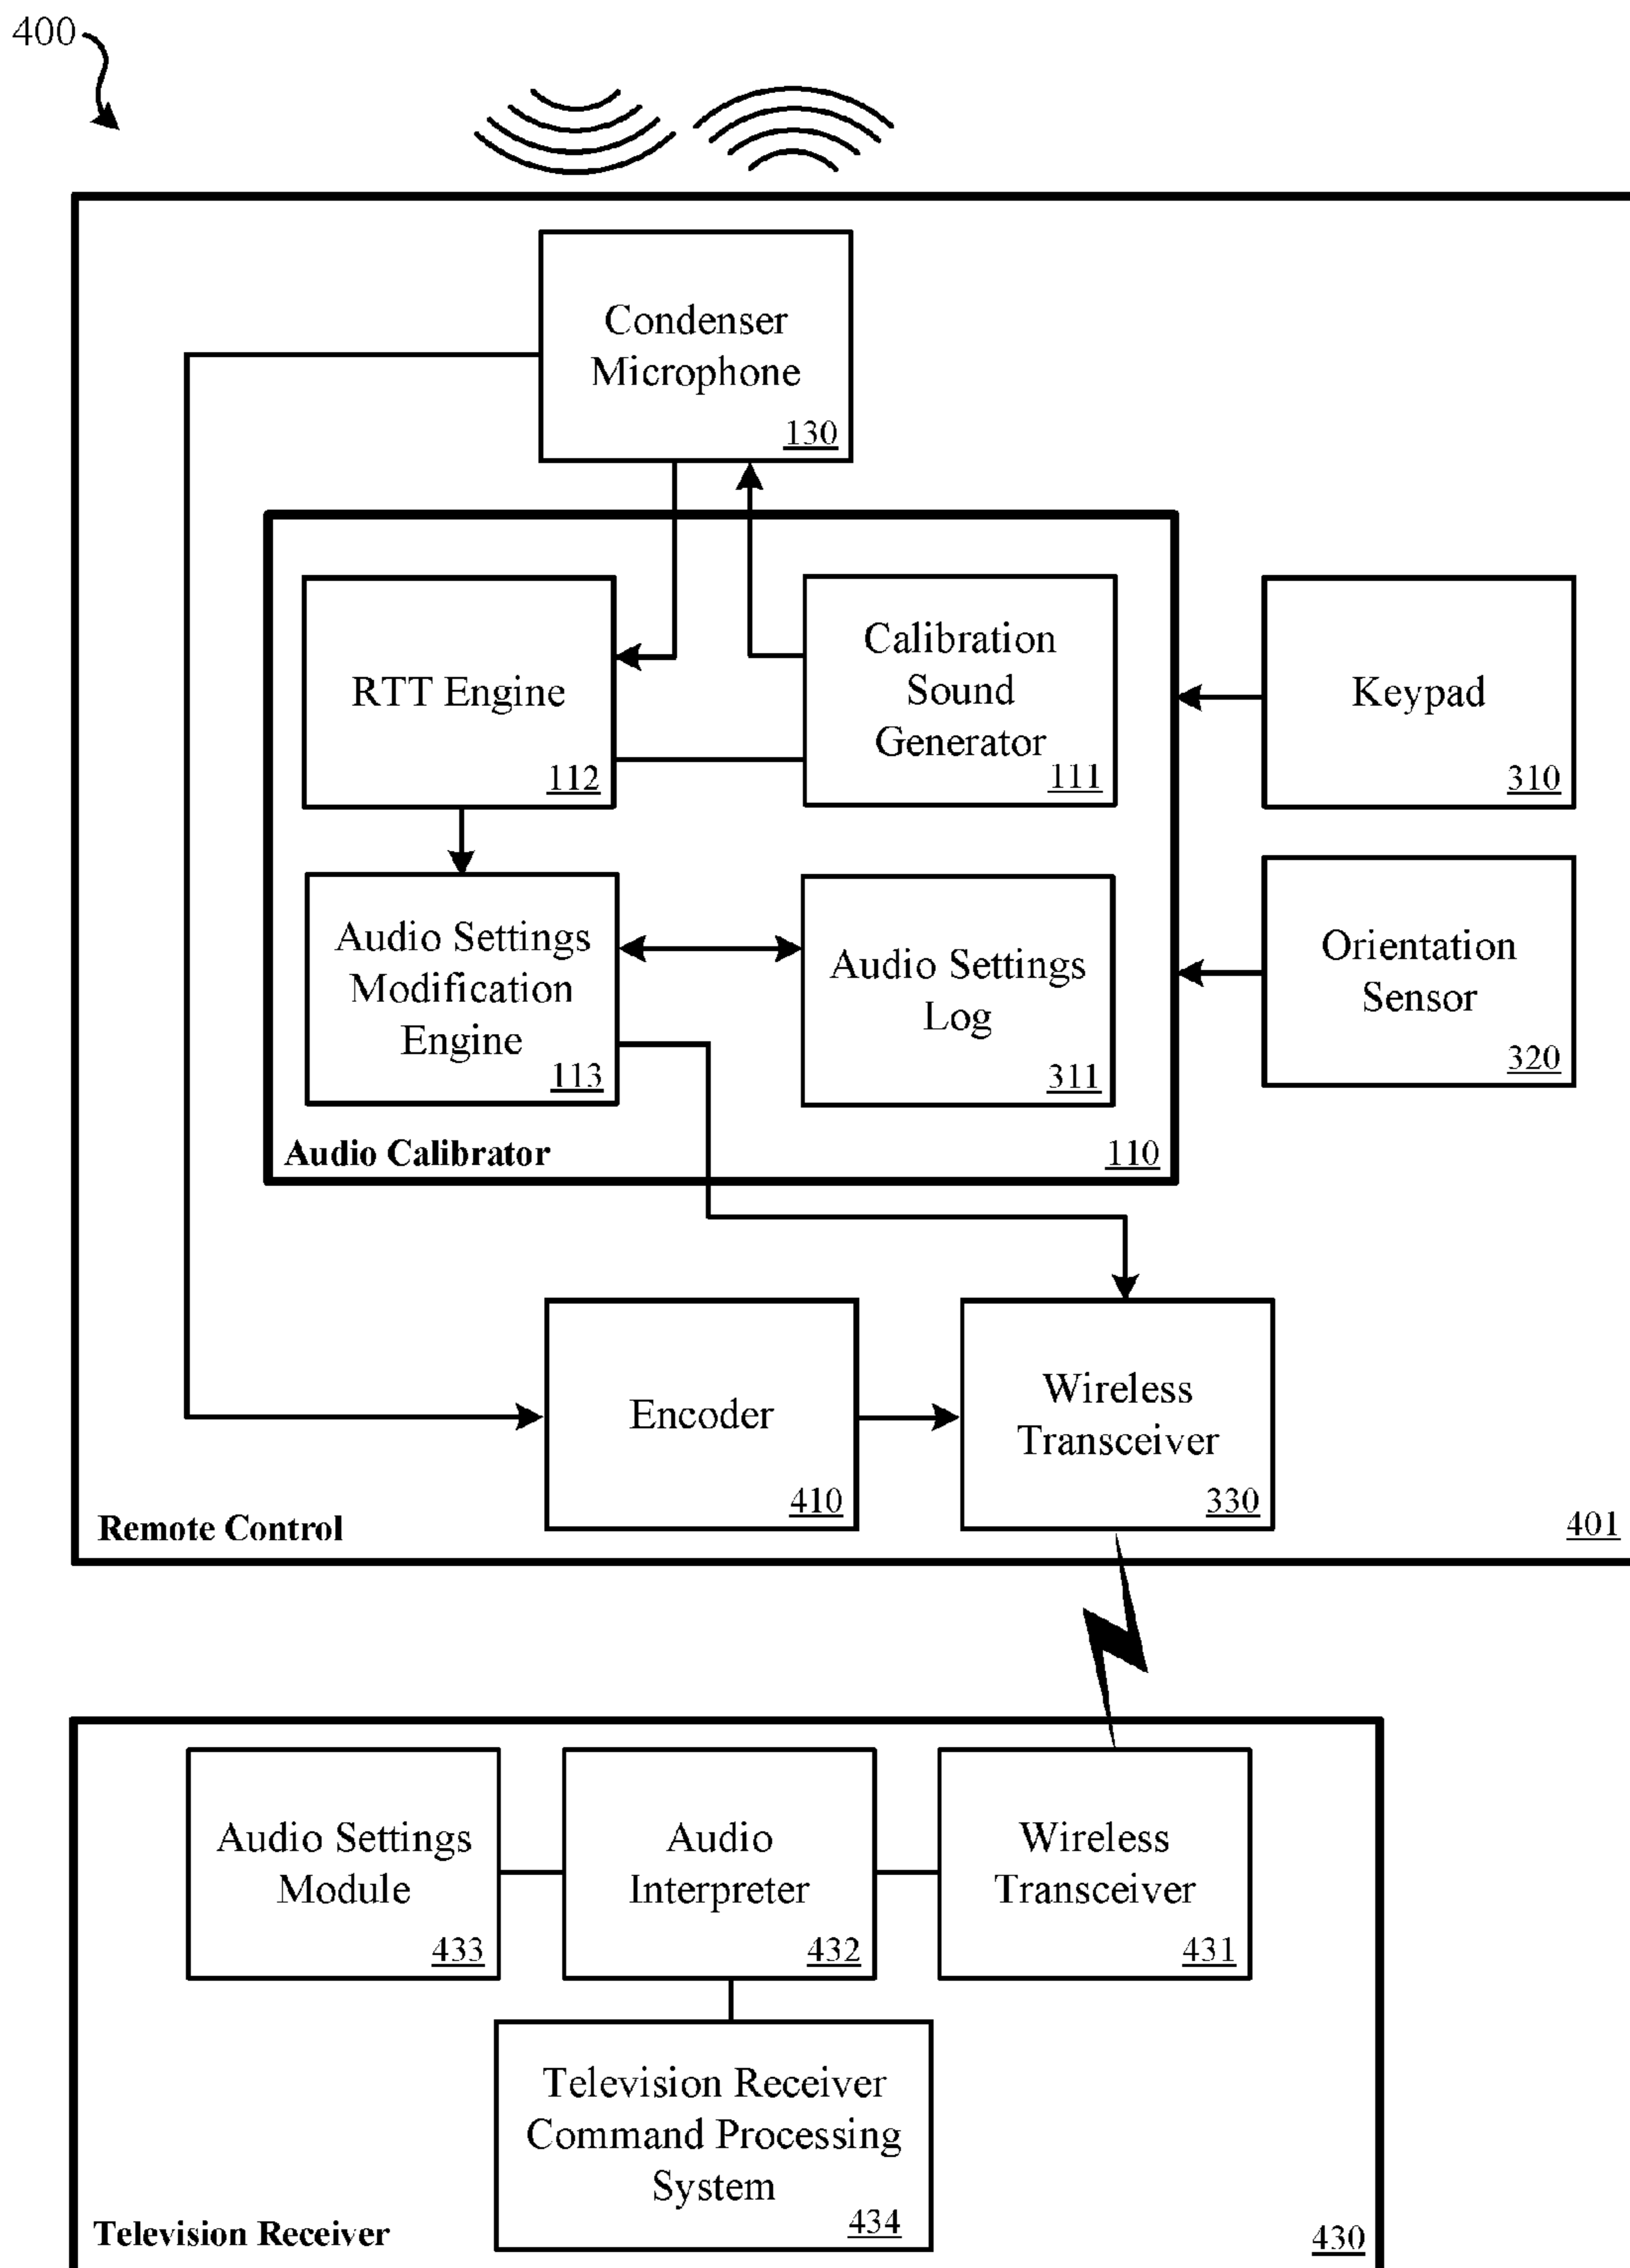 400
Condenser
Microphone
130
RTT Engine
112
Calibration
Sound
Generator
111
Keypad
310
Audio Settings
Modification
Engine
113
Audio Settings
Log
311
Orientation
Sensor
320
Audio Calibrator
110
Encoder
410
Wireless
Transceiver
330
Remote Control
401
Audio Settings
Module
433
Audio
Interpreter
432
Wireless
Transceiver
431
Television Receiver
Command Processing
System
434
Television Receiver
430